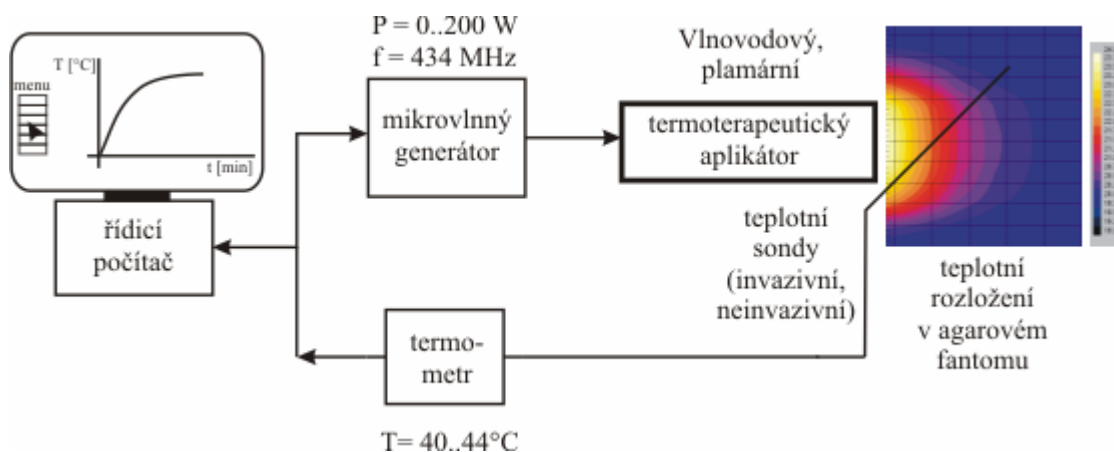 T [°C]
menu
t [min]
řídicí
počítač
P = 0..200 W
f = 434 MHz
mikrovlnný
generátor
Vlnovodový,
plamární
termoterapeutický
aplikátor
teplotní
sondy
(invazivní,
neinvazivní)
teplotní
rozložení
v agarovém
fantomu
termo-
metr
T= 40..44°C